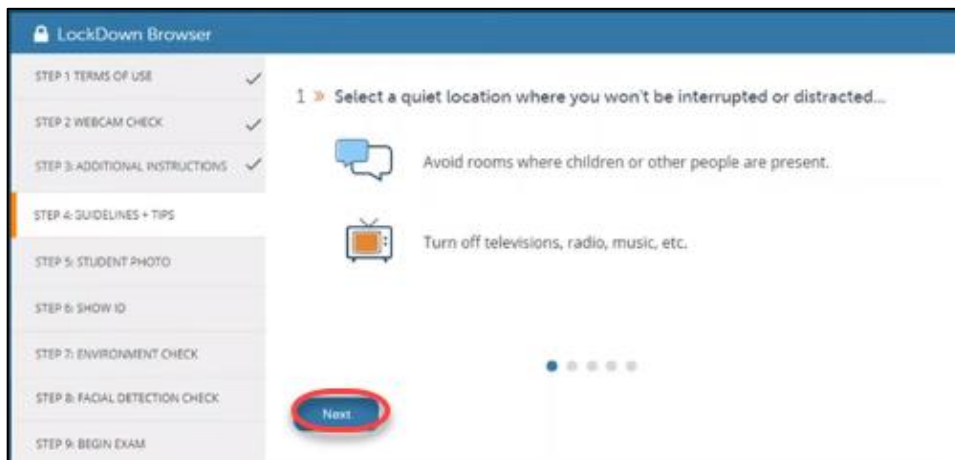 LockDown Browser
STEP 1 TERMS OF USE
STEP 2 WEBCAM CHECK
STEP 3: ADDITIONAL INSTRUCTIONS
STEP 4: GUIDELINES + TIPS
STEP 5: STUDENT PHOTO
STEP 6: SHOW ID
STEP 7: ENVIRONMENT CHECK
STEP 8: FACIAL DETECTION CHECK
STEP 9: BEGIN EXAM
1 » Select a quiet location where you won't be interrupted or distracted...
Avoid rooms where children or other people are present.
Turn off televisions, radio, music, etc.
Next